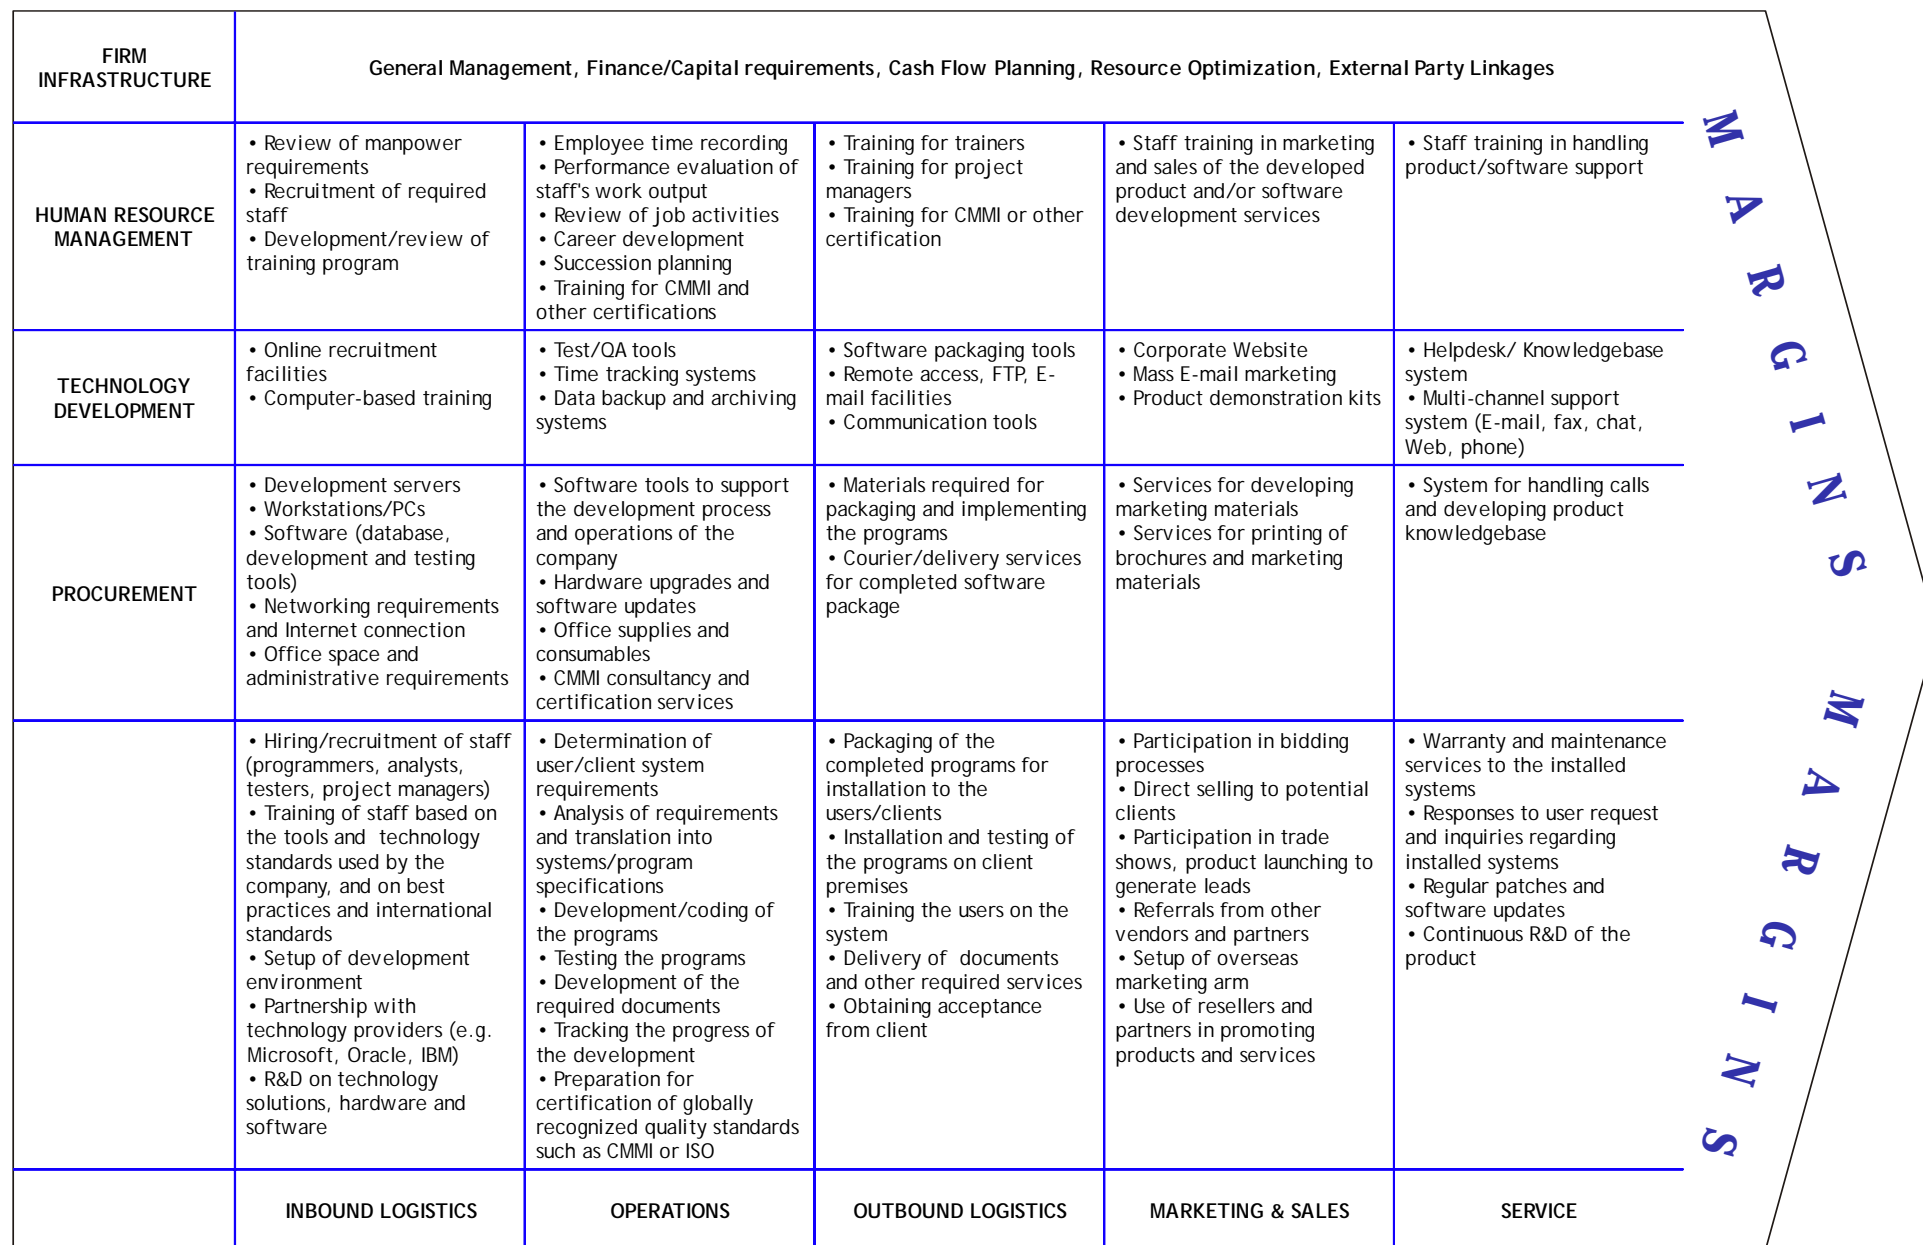 FIRM
INFRASTRUCTURE
General Management, Finance/Capital requirements, Cash Flow Planning, Resource Optimization, External Party Linkages
HUMAN RESOURCE
MANAGEMENT
• Review of manpower
requirements
• Recruitment of required
staff
• Development/review of
training program
• Employee time recording
• Performance evaluation of
staff's work output
• Review of job activities
• Career development
• Succession planning
• Training for CMMI and
other certifications
• Training for trainers
• Training for project
managers
• Training for CMMI or other
certification
• Staff training in marketing
and sales of the developed
product and/or software
development services
• Staff training in handling
product/software support
TECHNOLOGY
DEVELOPMENT
• Online recruitment
facilities
• Computer-based training
• Test/QA tools
• Time tracking systems
• Data backup and archiving
systems
• Software packaging tools
• Remote access, FTP, E-
mail facilities
• Communication tools
• Corporate Website
• Mass E-mail marketing
• Product demonstration kits
• Helpdesk/ Knowledgebase
system
• Multi-channel support
system (E-mail, fax, chat,
Web, phone)
PROCUREMENT
• Development servers
• Workstations/PCs
• Software (database,
development and testing
tools)
• Networking requirements
and Internet connection
• Office space and
administrative requirements
• Software tools to support
the development process
and operations of the
company
• Hardware upgrades and
software updates
• Office supplies and
consumables
• CMMI consultancy and
certification services
• Materials required for
packaging and implementing
the programs
• Courier/delivery services
for completed software
package
• Services for developing
marketing materials
• Services for printing of
brochures and marketing
materials
• System for handling calls
and developing product
knowledgebase
• Hiring/recruitment of staff
(programmers, analysts,
testers, project managers)
• Training of staff based on
the tools and  technology
standards used by the
company, and on best
practices and international
standards
• Setup of development
environment
• Partnership with
technology providers (e.g.
Microsoft, Oracle, IBM)
• R&D on technology
solutions, hardware and
software
• Determination of
user/client system
requirements
• Analysis of requirements
and translation into
systems/program
specifications
• Development/coding of
the programs
• Testing the programs
• Development of the
required documents
• Tracking the progress of
the development
• Preparation for
certification of globally
recognized quality standards
such as CMMI or ISO
• Packaging of the
completed programs for
installation to the
users/clients
• Installation and testing of
the programs on client
premises
• Training the users on the
system
• Delivery of  documents
and other required services
• Obtaining acceptance
from client
• Participation in bidding
processes
• Direct selling to potential
clients
• Participation in trade
shows, product launching to
generate leads
• Referrals from other
vendors and partners
• Setup of overseas
marketing arm
• Use of resellers and
partners in promoting
products and services
• Warranty and maintenance
services to the installed
systems
• Responses to user request
and inquiries regarding
installed systems
• Regular patches and
software updates
• Continuous R&D of the
product
INBOUND LOGISTICS
OPERATIONS
OUTBOUND LOGISTICS
MARKETING & SALES
SERVICE
MARGINS
MARGINS